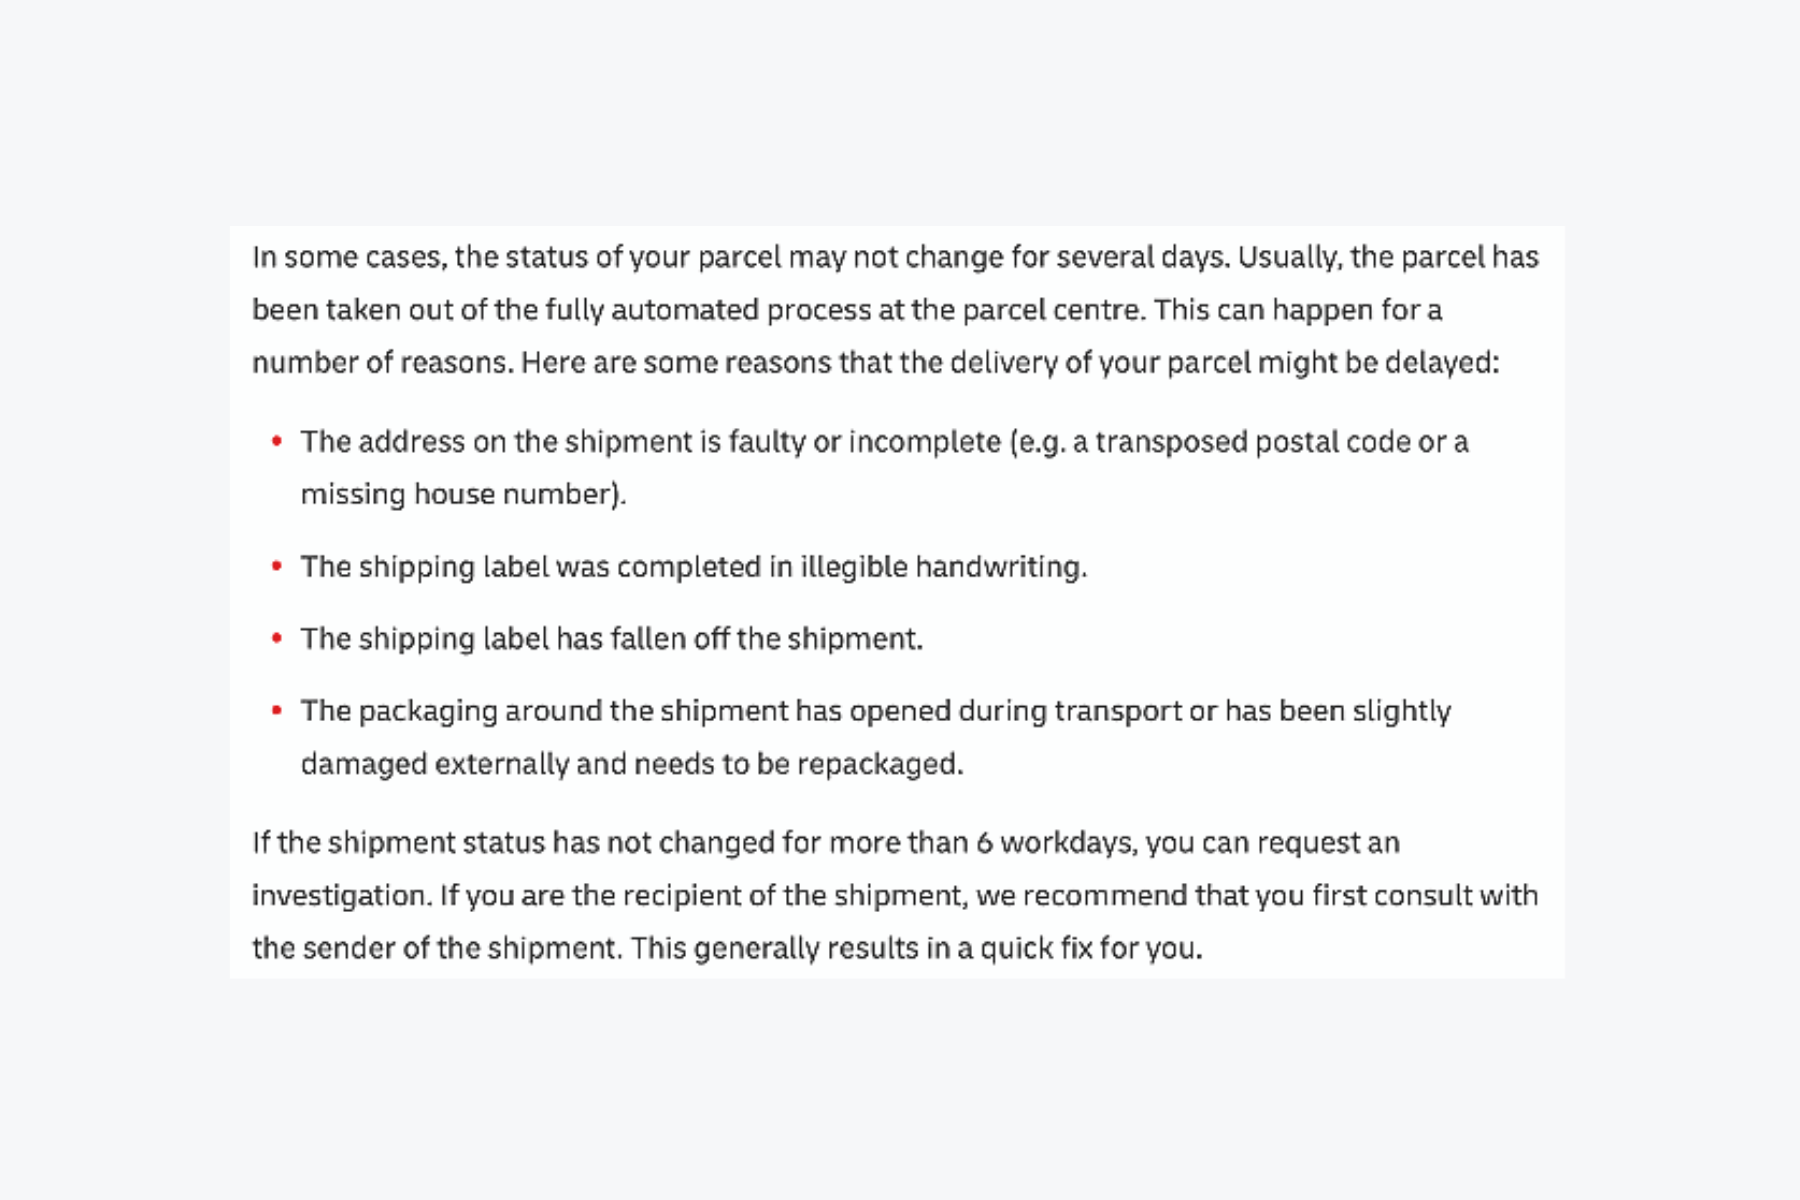 In some cases, the status of your parcel may not change for several days. Usually, the parcel has
been taken out of the fully automated process at the parcel centre. This can happen for a
number of reasons. Here are some reasons that the delivery of your parcel might be delayed:
• The address on the shipment is faulty or incomplete (e.g. a transposed postal code or a
missing house number).
• The shipping label was completed in illegible handwriting.
• The shipping label has fallen off the shipment.
• The packaging around the shipment has opened during transport or has been slightly
damaged externally and needs to be repackaged.
If the shipment status has not changed for more than 6 workdays, you can request an
investigation. If you are the recipient of the shipment, we recommend that you first consult with
the sender of the shipment. This generally results in a quick fix for you.